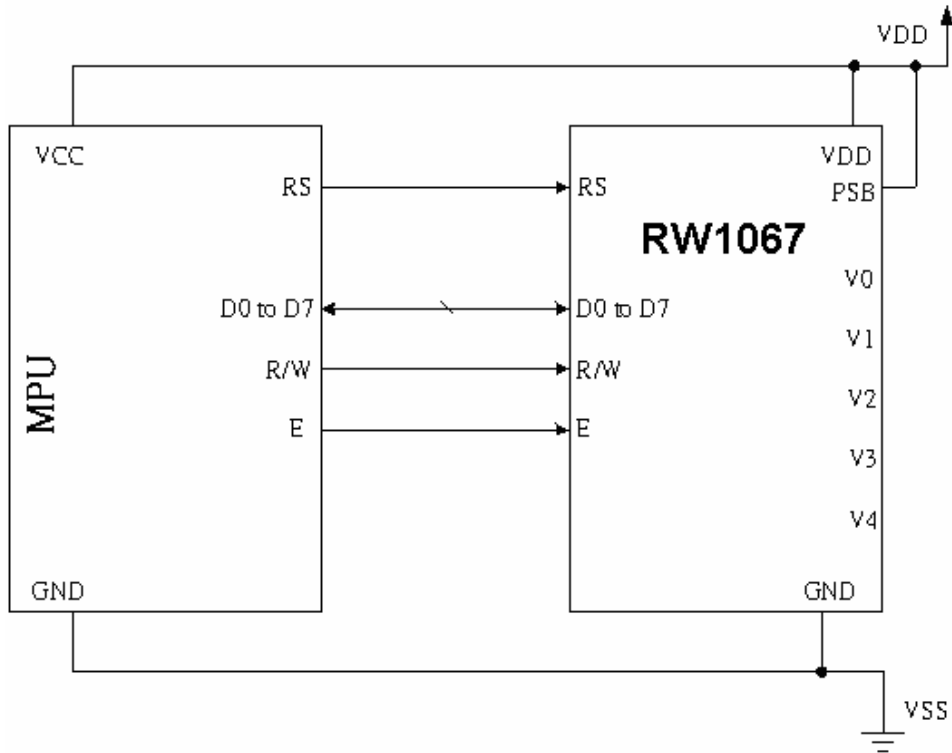 VDD
VCC
VDD
RS
RS
PSB
RW1067
V0
D0 to D7
D0 to D7
V1
R/W
R/W
MPU
V2
E
E
V3
V4
GND
GND
VSS